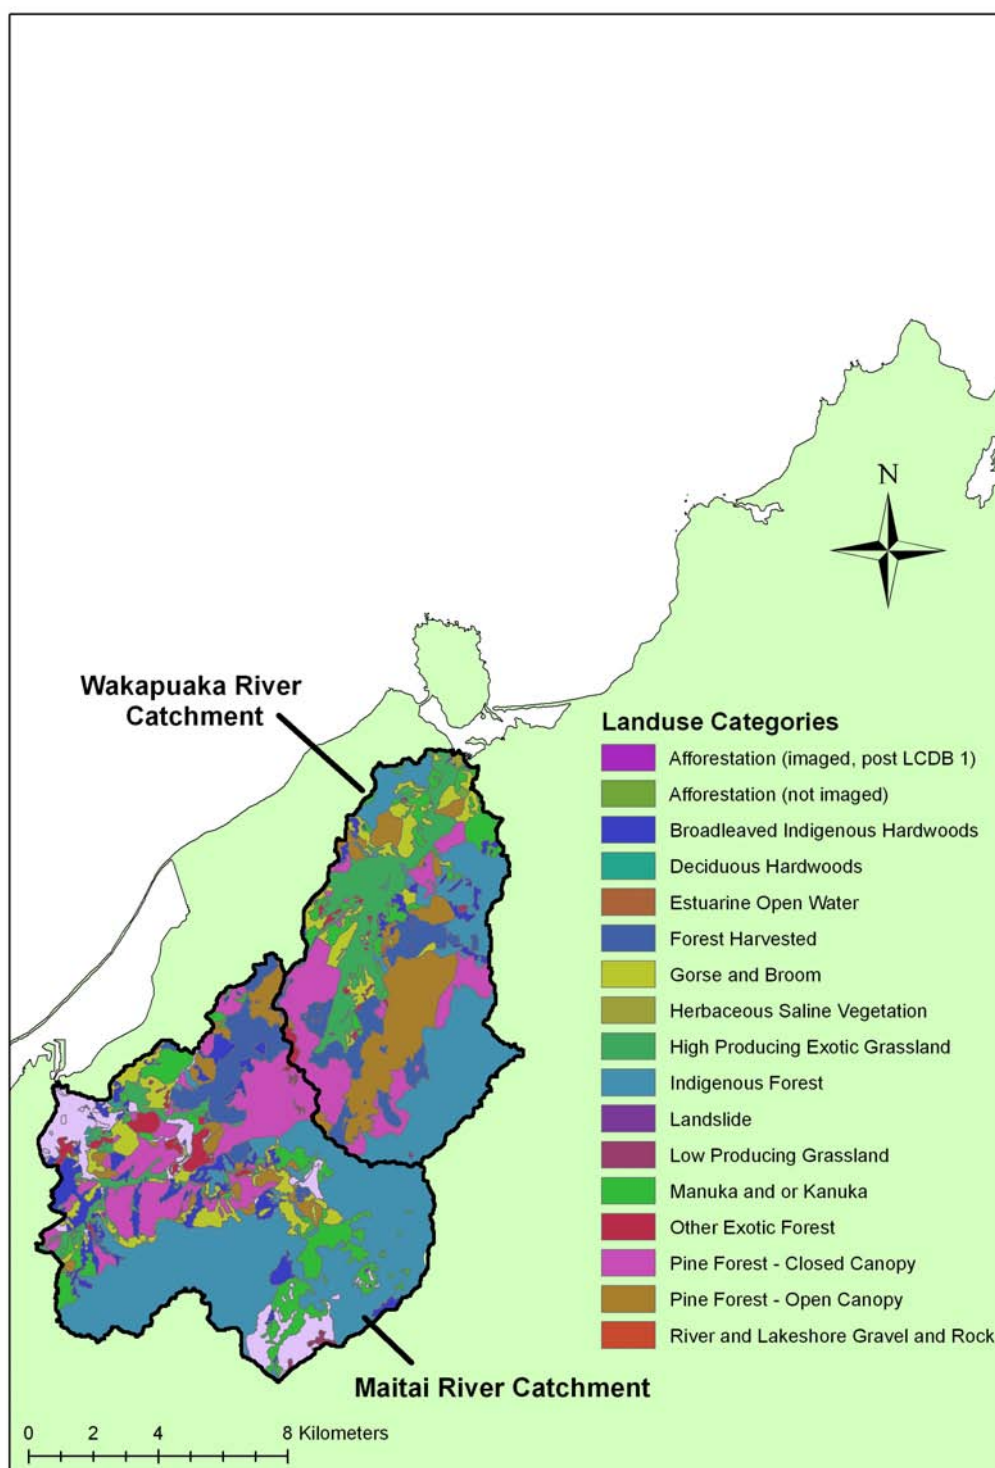 N
Wakapuaka River
Catchment
Landuse Categories
Afforestation (imaged, post LCDB 1)
Afforestation (not imaged)
Broadleaved Indigenous Hardwoods
Deciduous Hardwoods
Estuarine Open Water
Forest Harvested
Gorse and Broom
Herbaceous Saline Vegetation
High Producing Exotic Grassland
Indigenous Forest
Landslide
Low Producing Grassland
Manuka and or Kanuka
Other Exotic Forest
Pine Forest - Closed Canopy
Pine Forest - Open Canopy
River and Lakeshore Gravel and Rock
Maitai River Catchment
0 2 4 8 Kilometers